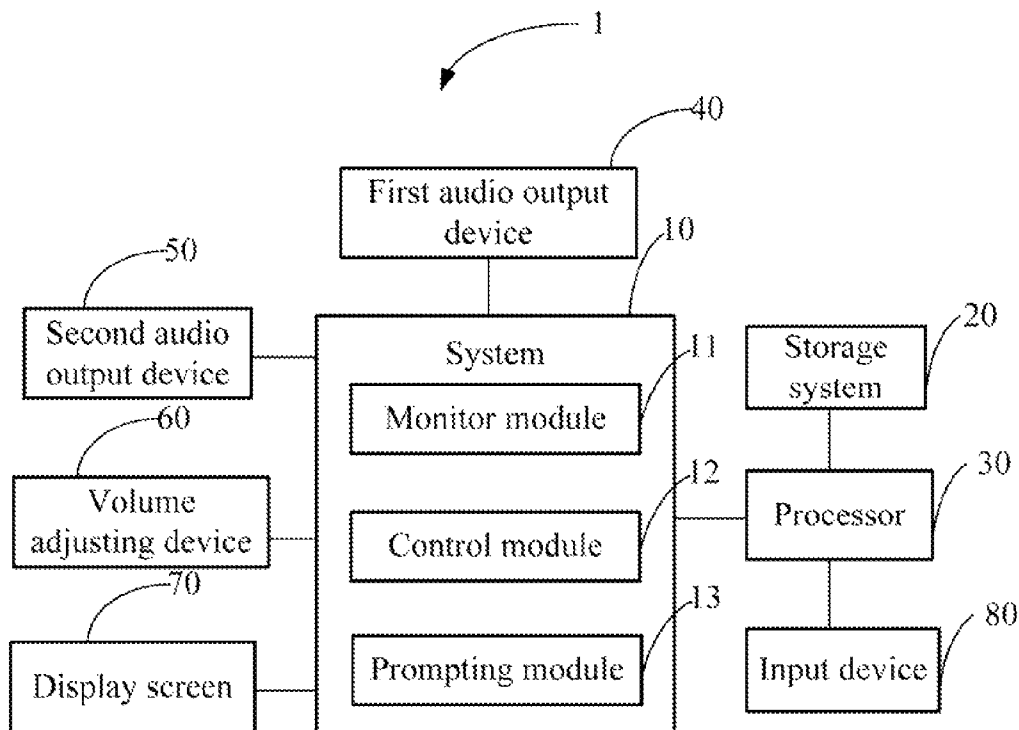 1
40
First audio output
device
10
50
Second audio
output device
System
11
Monitor module
20
Storage
system
60
Volume
adjusting device
12
Control module
30
Processor
70
Display screen
13
Prompting module
80
Input device